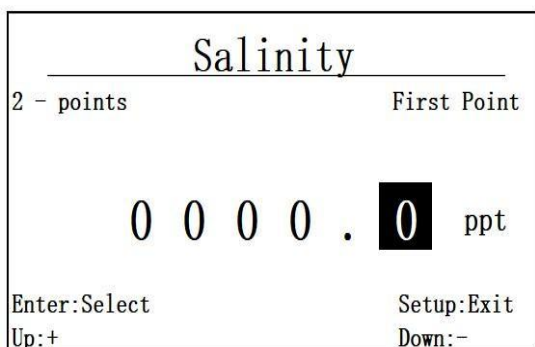 Salinity
2 - points First Point
0 0 0 0 . 0 ppt
Enter:Select Setup:Exit
Up:+ Down:-